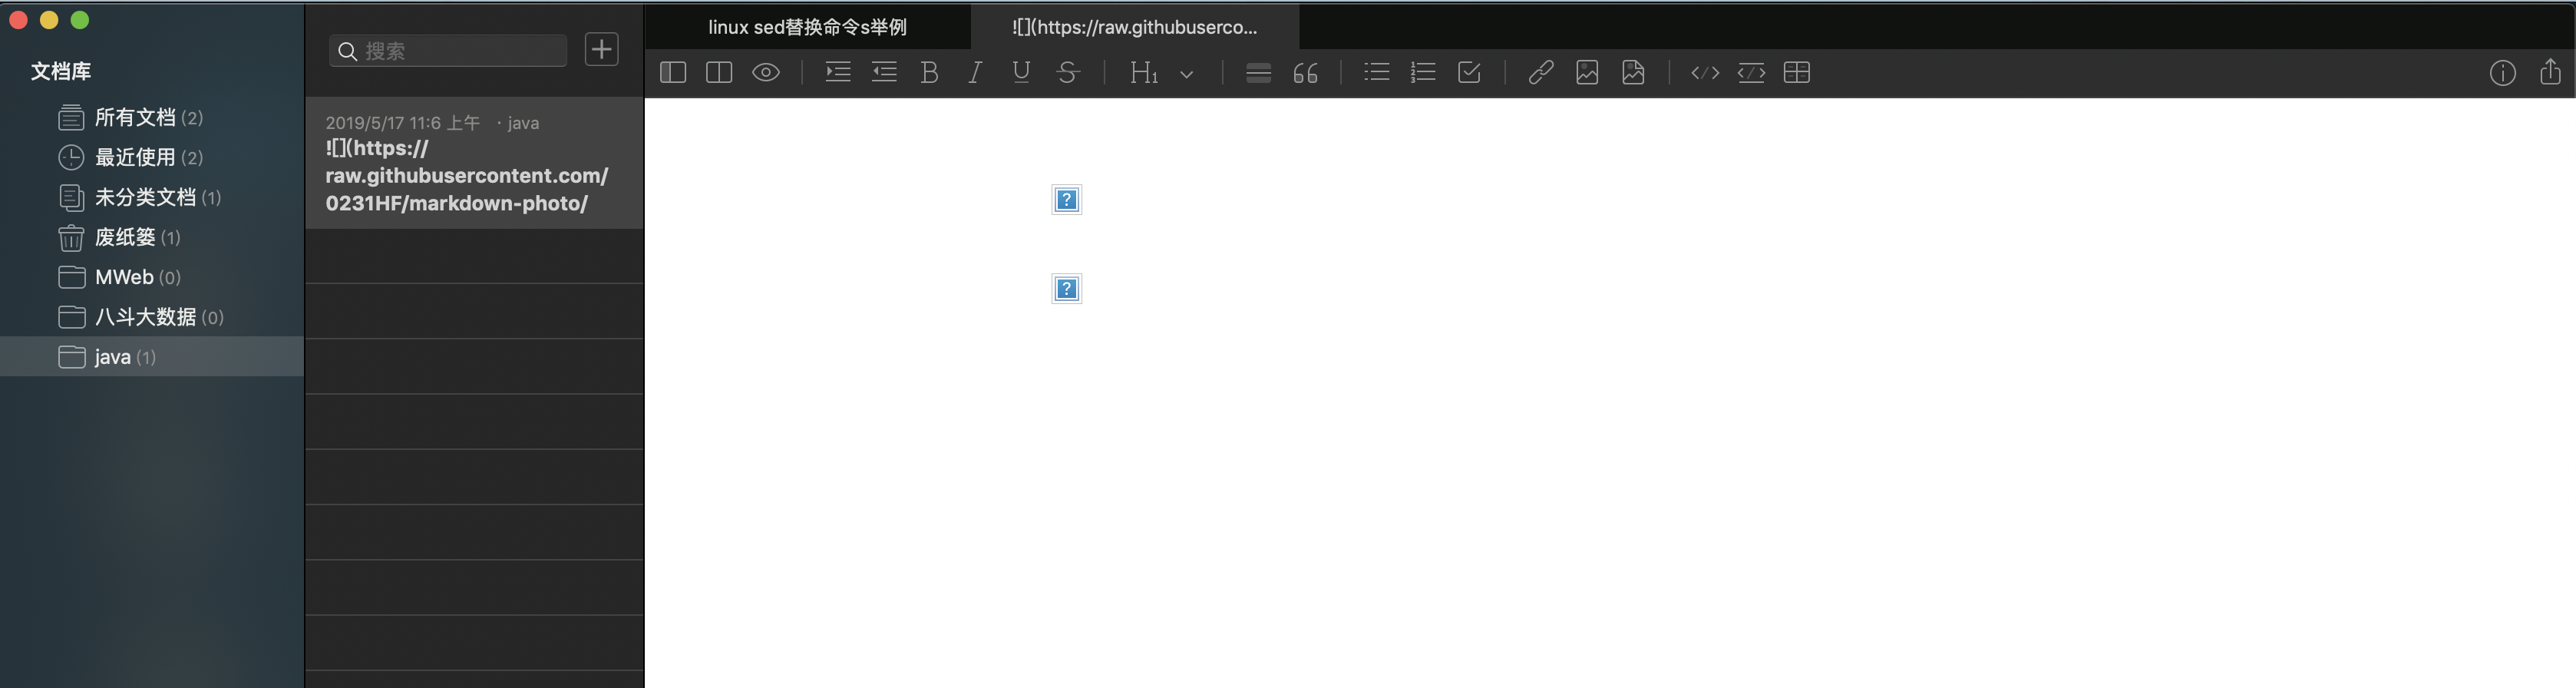 文档库
所有文档 (2)
最近使用 (2)
未分类文档 (1)
废纸篓 (1)
MWeb (0)
八斗大数据 (0)
java (1)
搜索
2019/5/17 11:6 上午 · java
![](https://
raw.githubusercontent.com/
0231HF/markdown-photo/
linux sed替换命令s举例
![](https://raw.githubuserco...
B I U S H1
</> </>
?
?